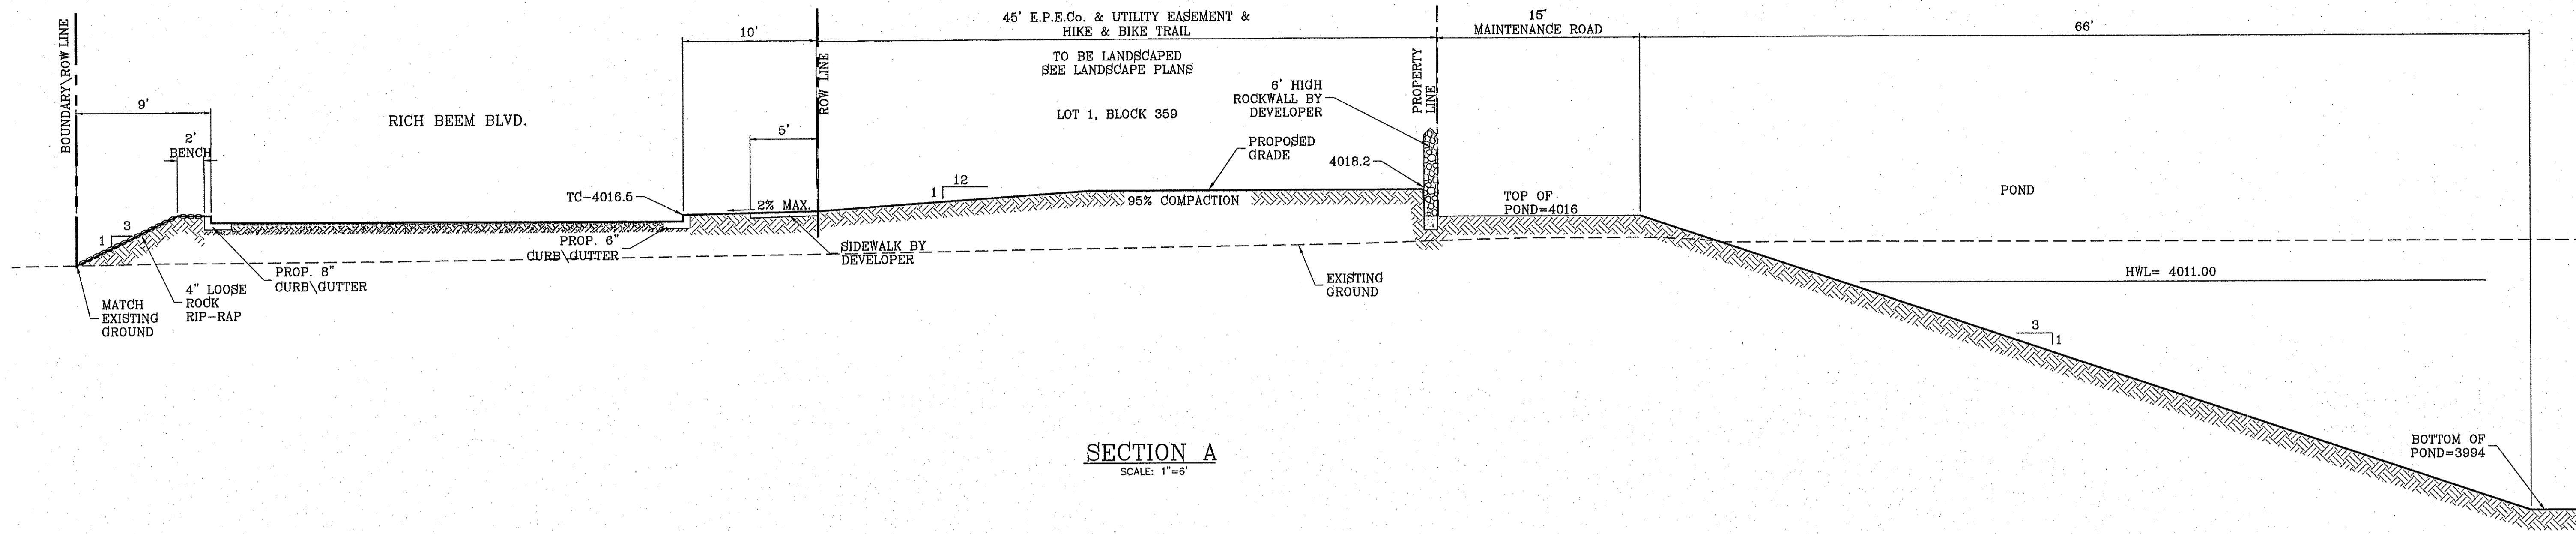 BOUNDARY\ROW LINE
9'
2'
BENCH
RICH BEEM BLVD.
10'
ROW LINE
5'
45' E.P.E.Co. & UTILITY EASEMENT &
HIKE & BIKE TRAIL
TO BE LANDSCAPED
SEE LANDSCAPE PLANS
LOT 1, BLOCK 359
6' HIGH
ROCKWALL BY
DEVELOPER
PROPERTY
LINE
15'
MAINTENANCE ROAD
66'
PROPOSED
GRADE
4018.2
TC-4016.5
2% MAX.
12
1
95% COMPACTION
TOP OF
POND=4016
POND
3
1
PROP. 6"
CURB\GUTTER
SIDEWALK BY
DEVELOPER
PROP. 8"
CURB\GUTTER
4" LOOSE
ROCK
RIP-RAP
MATCH
EXISTING
GROUND
EXISTING
GROUND
HWL= 4011.00
3
1
BOTTOM OF
POND=3994
SECTION A
SCALE: 1"=6'